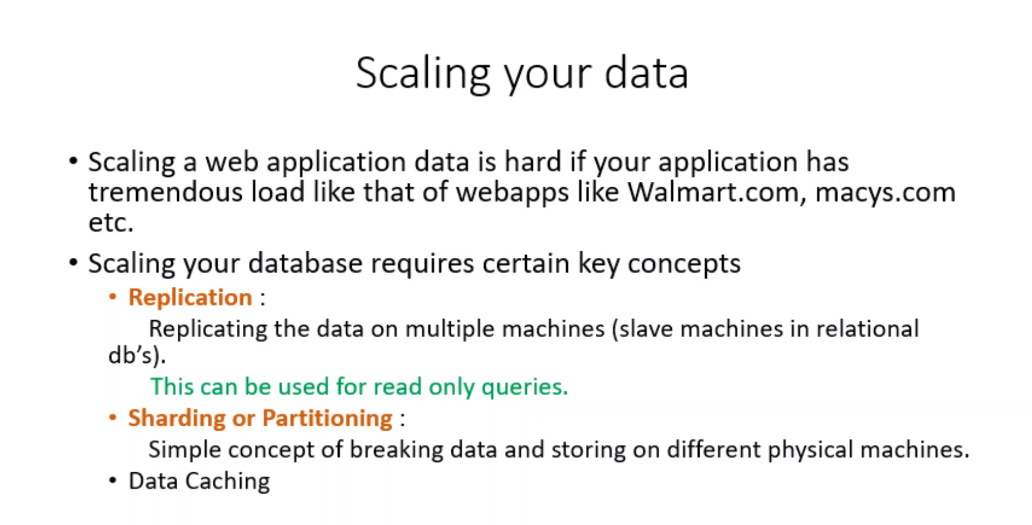 Scaling your data
• Scaling a web application data is hard if your application has
tremendous load like that of webapps like Walmart.com, macys.com
etc.
• Scaling your database requires certain key concepts
• Replication :
Replicating the data on multiple machines (slave machines in relational
db’s).
This can be used for read only queries.
• Sharding or Partitioning :
Simple concept of breaking data and storing on different physical machines.
• Data Caching